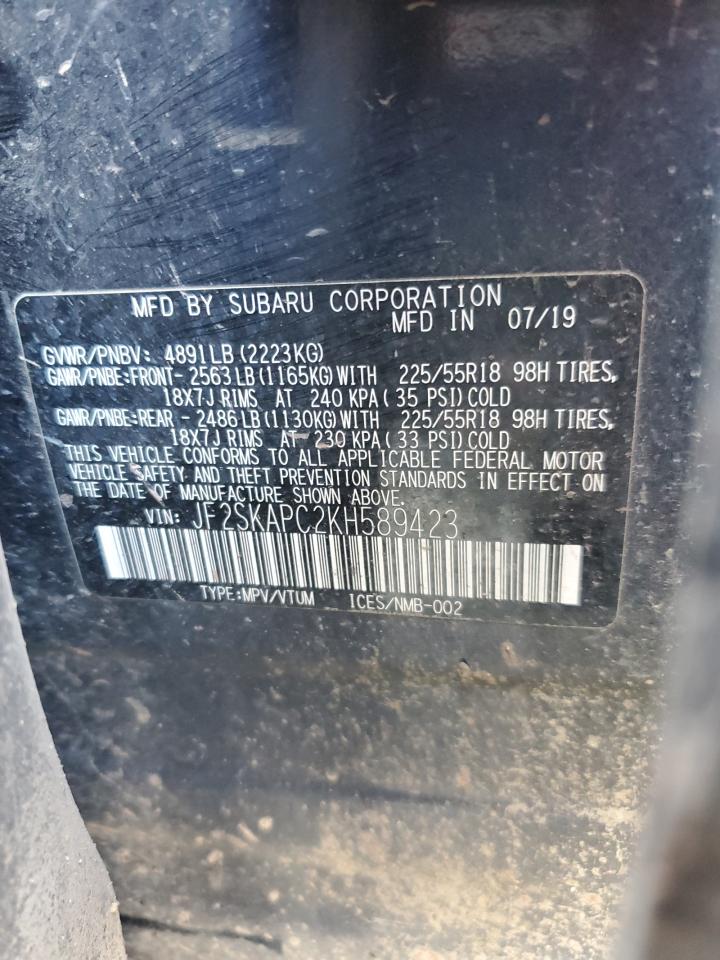 MFD BY SUBARU CORPORATION
MFD IN 07/19
GVWR/PNBV: 4891LB (2223KG)
GAWR/PNBE:FRONT- 2563LB(1165KG)WITH 225/55R18 98H TIRES,
18X7J RIMS AT 240 KPA( 35 PSI)COLD
GAWR/PNBE:REAR - 2486LB(1130KG)WITH 225/55R18 98H TIRES,
18X7J RIMS AT 230 KPA( 33 PSI)COLD
THIS VEHICLE CONFORMS TO ALL APPLICABLE FEDERAL MOTOR
VEHICLE SAFETY AND THEFT PREVENTION STANDARDS IN EFFECT ON
THE DATE OF MANUFACTURE SHOWN ABOVE.
VIN: JF2SKAPC2KH589423
TYPE:MPV/VTUM ICES/NMB-002